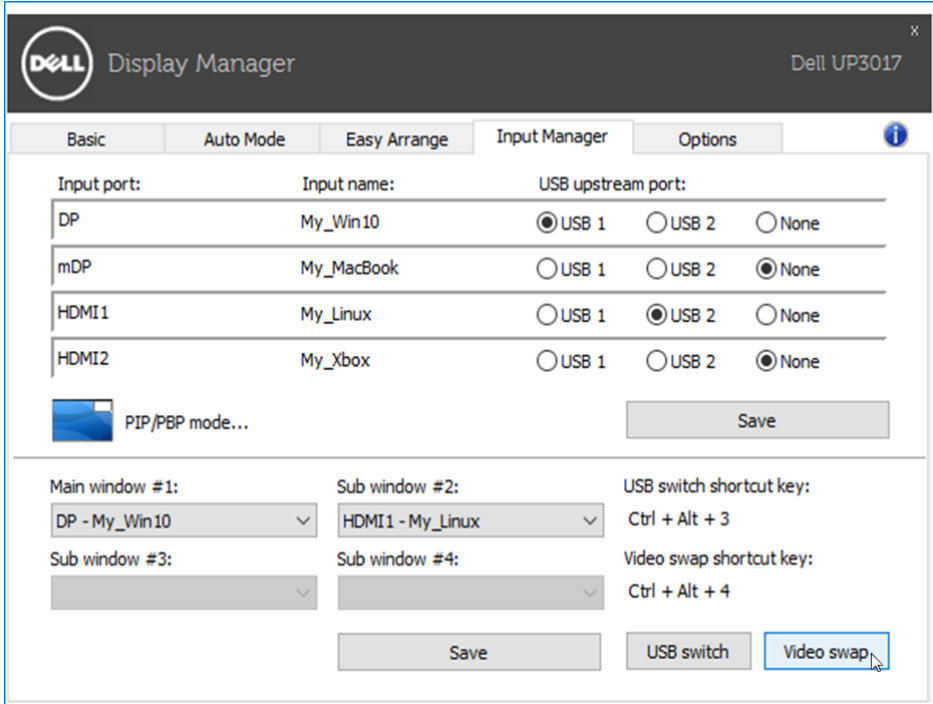 DELL Display Manager Dell UP3017 X
Basic Auto Mode Easy Arrange Input Manager Options i
Input port: Input name: USB upstream port:
DP My_Win10 USB 1 USB 2 None
mDP My_MacBook USB 1 USB 2 None
HDMI1 My_Linux USB 1 USB 2 None
HDMI2 My_Xbox USB 1 USB 2 None
PIP/PBP mode... Save
Main window #1: Sub window #2: USB switch shortcut key:
DP - My_Win10 HDMI1 - My_Linux Ctrl + Alt + 3
Sub window #3: Sub window #4: Video swap shortcut key:
Ctrl + Alt + 4
Save USB switch Video swap